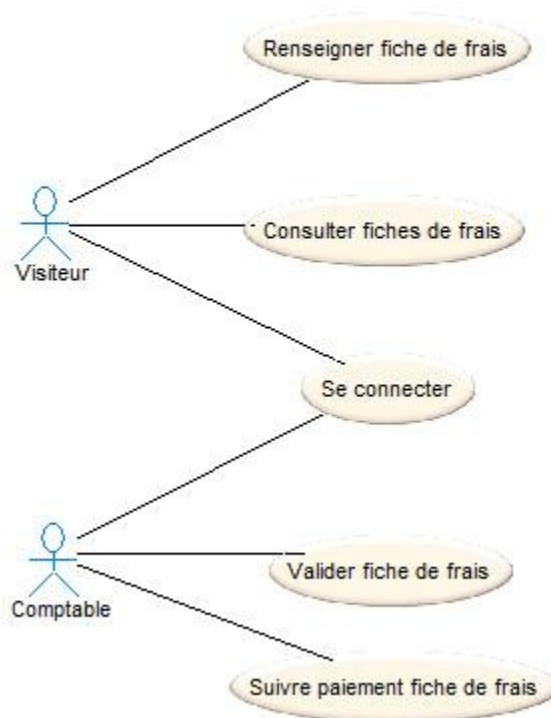 Renseigner fiche de frais
Consulter fiches de frais
Visiteur
Se connecter
Valider fiche de frais
Comptable
Suivre paiement fiche de frais